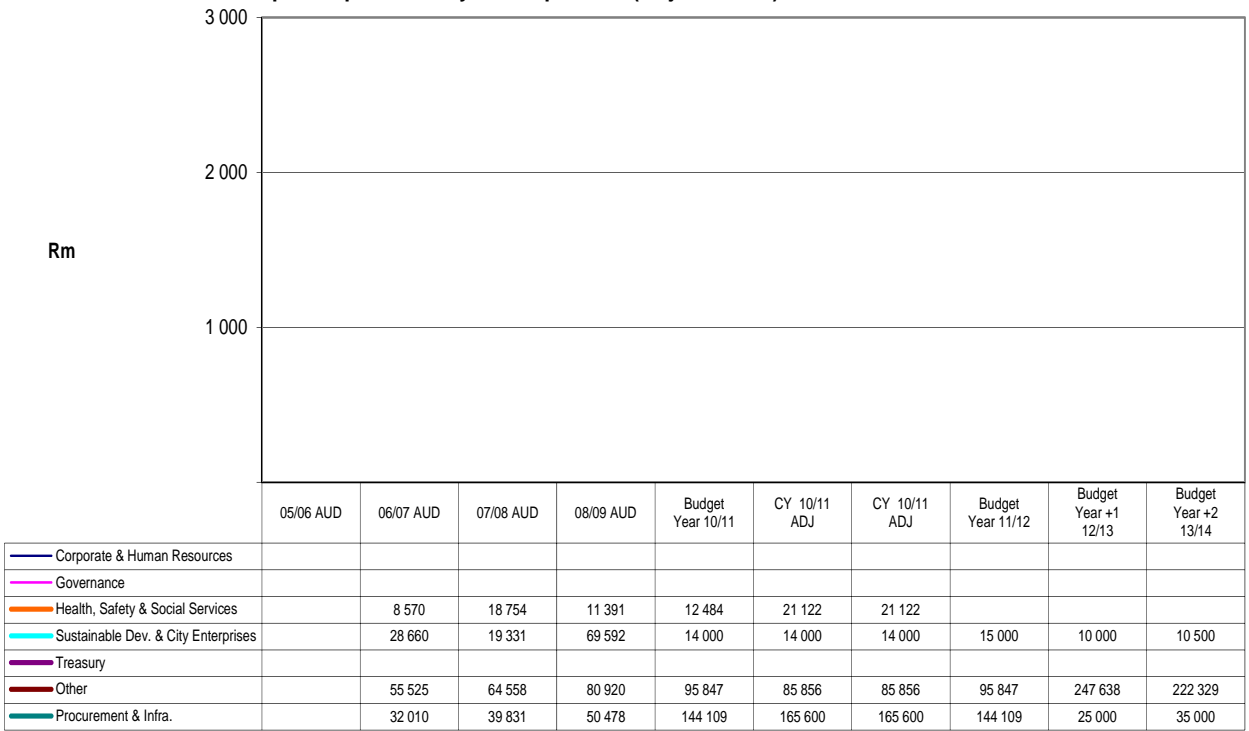 3 000
2 000
Rm
1 000
05/06 AUD 06/07 AUD 07/08 AUD 08/09 AUD Budget Year 10/11 CY 10/11 ADJ CY 10/11 ADJ Budget Year 11/12 Budget Year +1 12/13 Budget Year +2 13/14
Corporate & Human Resources
Governance
Health, Safety & Social Services 8 570 18 754 11 391 12 484 21 122 21 122
Sustainable Dev. & City Enterprises 28 660 19 331 69 592 14 000 14 000 14 000 15 000 10 000 10 500
Treasury
Other 55 525 64 558 80 920 95 847 85 856 85 856 95 847 247 638 222 329
Procurement & Infra. 32 010 39 831 50 478 144 109 165 600 165 600 144 109 25 000 35 000